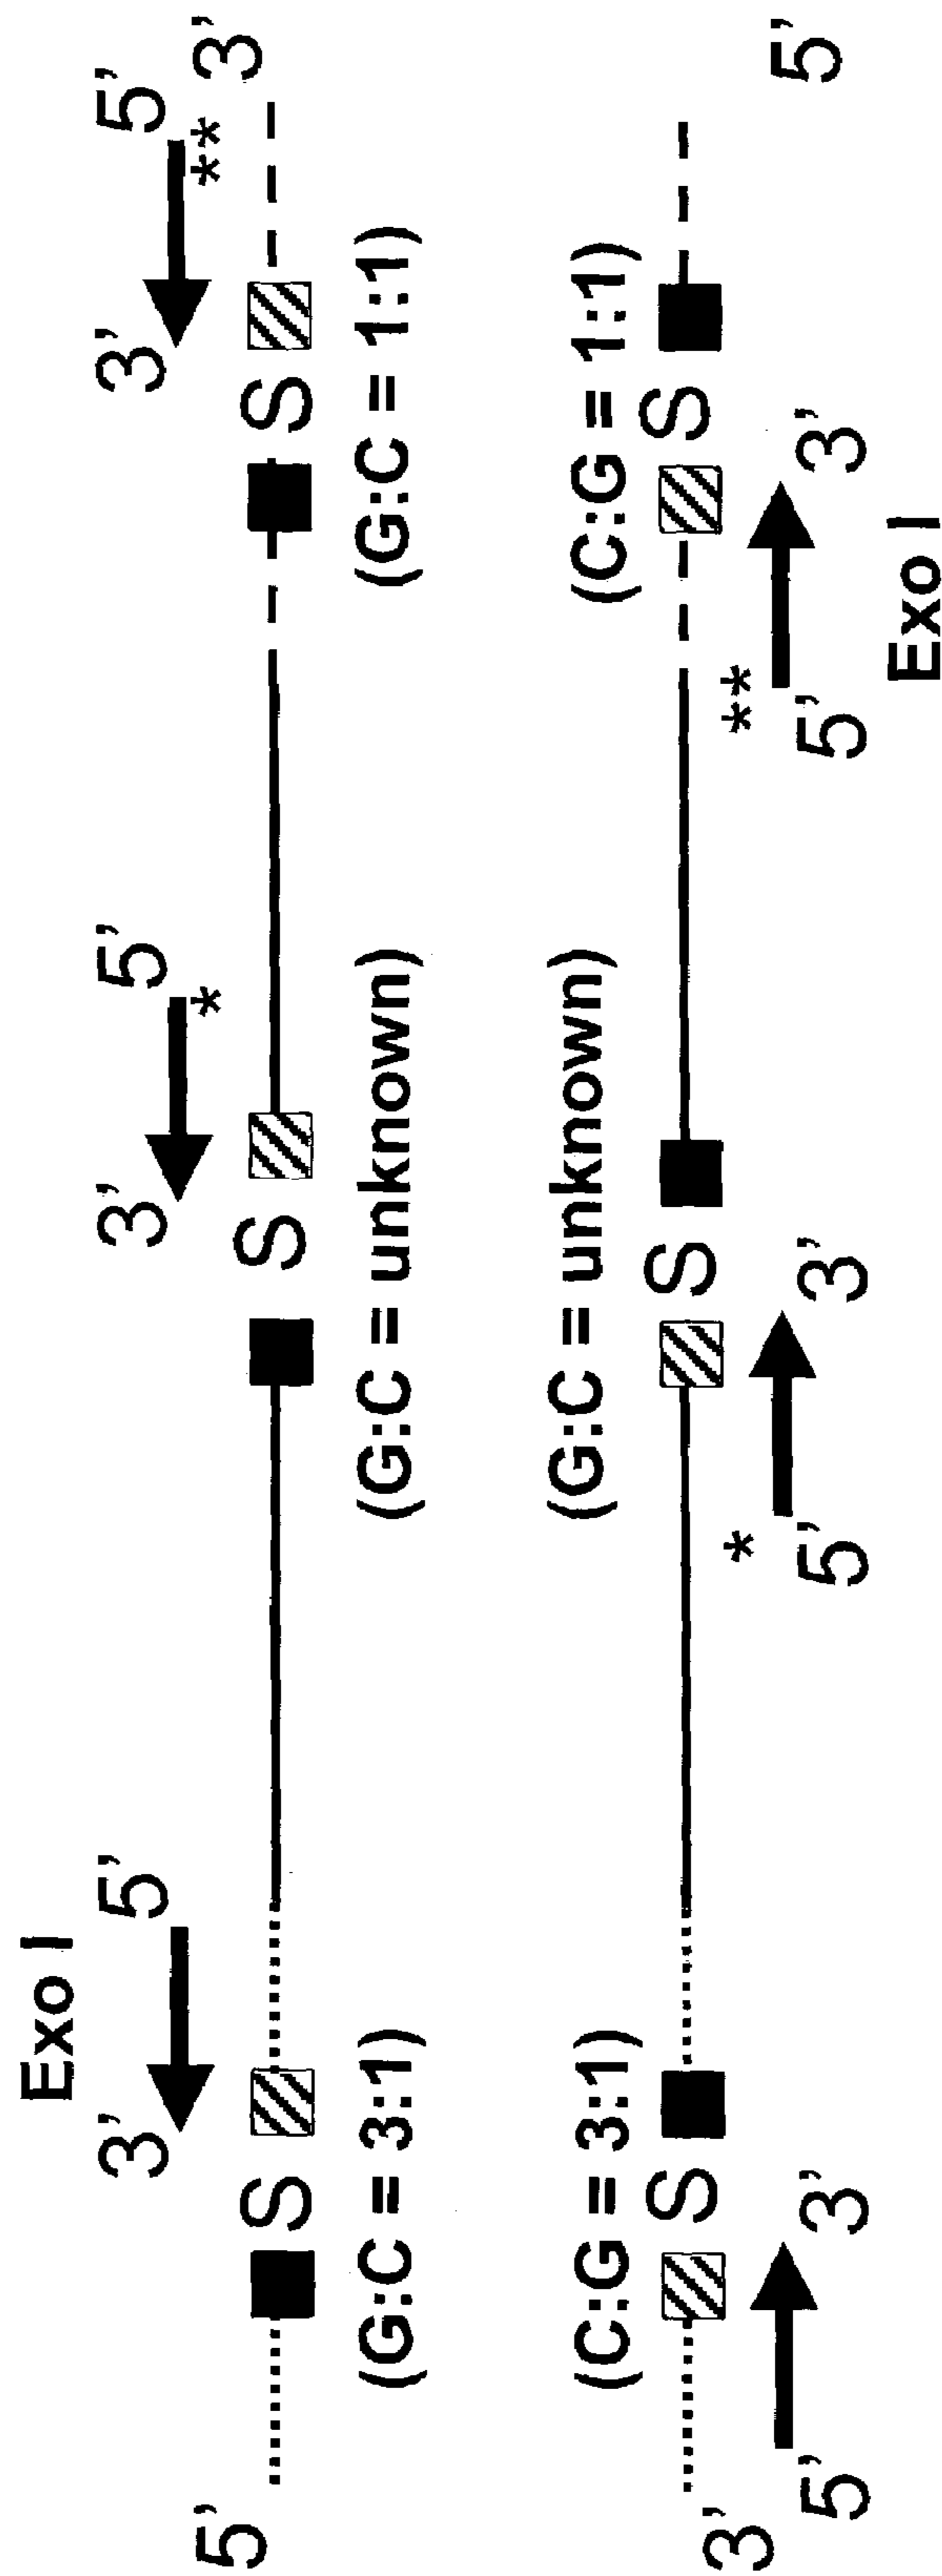 Exo I
3' 5' 3' 5' 3' 5'
* **
5' S S S 3'
(G:C = 3:1) (G:C = unknown) (G:C = 1:1)
(C:G = 3:1) (G:C = unknown) (C:G = 1:1)
S S S
3' * ** 5'
5' 3' 5' 3' 5' 3'
Exo I